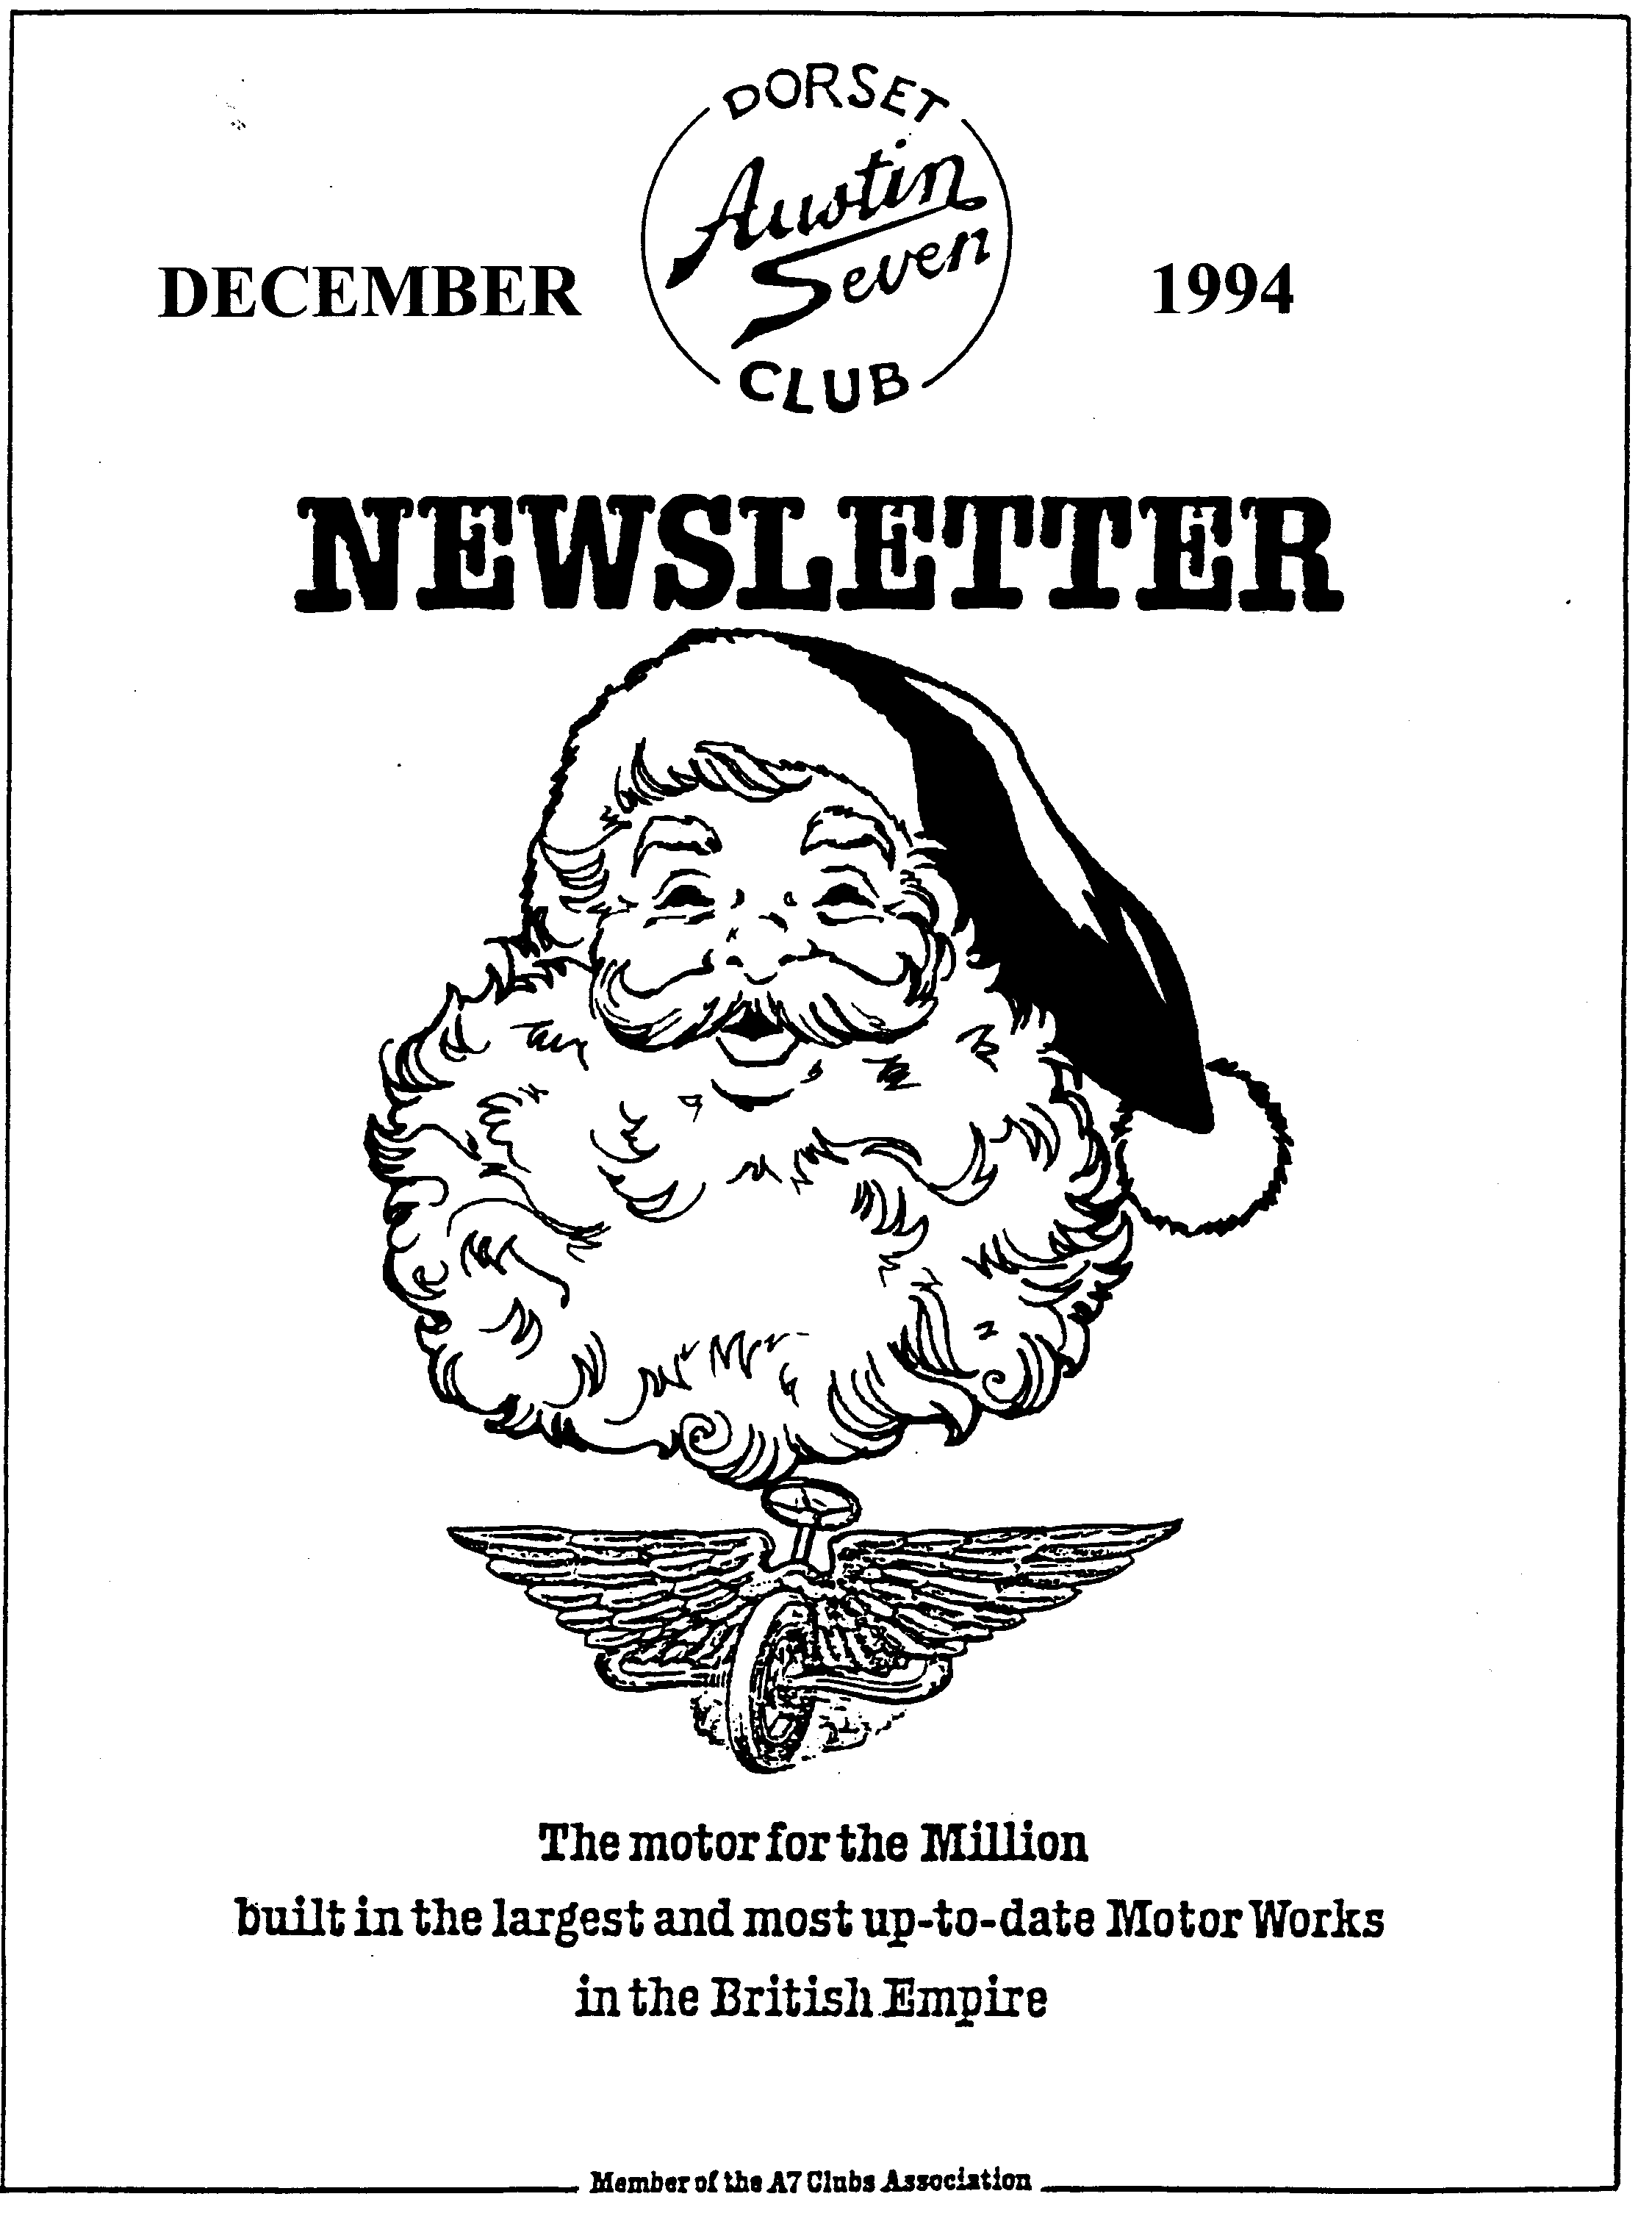 DORSET
Austin
Seven
CLUB
DECEMBER 1994
NEWSLETTER
The motor for the Million
built in the largest and most up-to-date Motor Works
in the British Empire
Member of the A7 Clubs Association